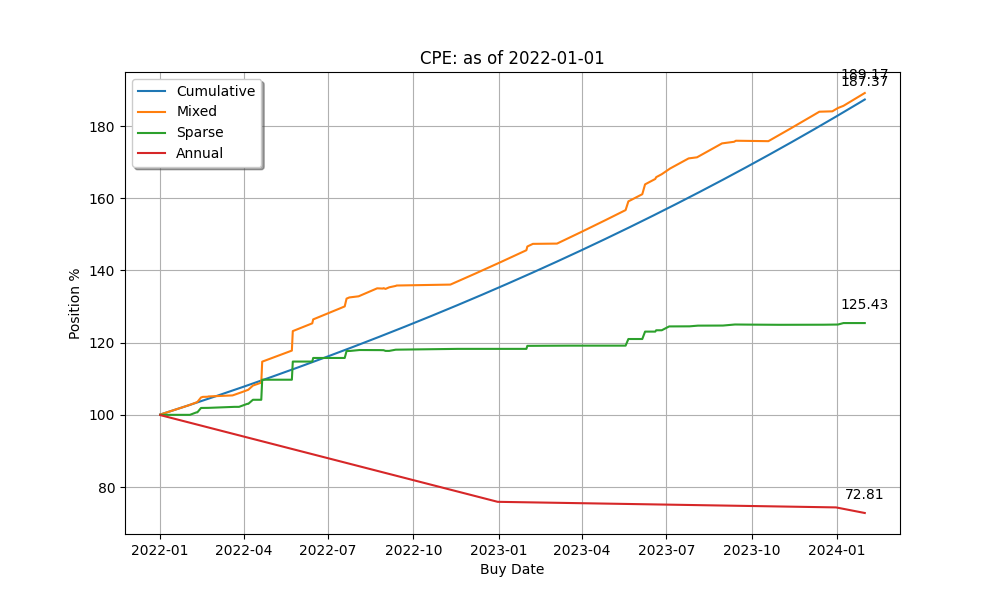 CPE: as of 2022-01-01
189.17
187.37
Cumulative
Mixed
Sparse
Annual
180
160
140
120
100
80
Position %
125.43
72.81
2022-01 2022-04 2022-07 2022-10 2023-01 2023-04 2023-07 2023-10 2024-01
Buy Date